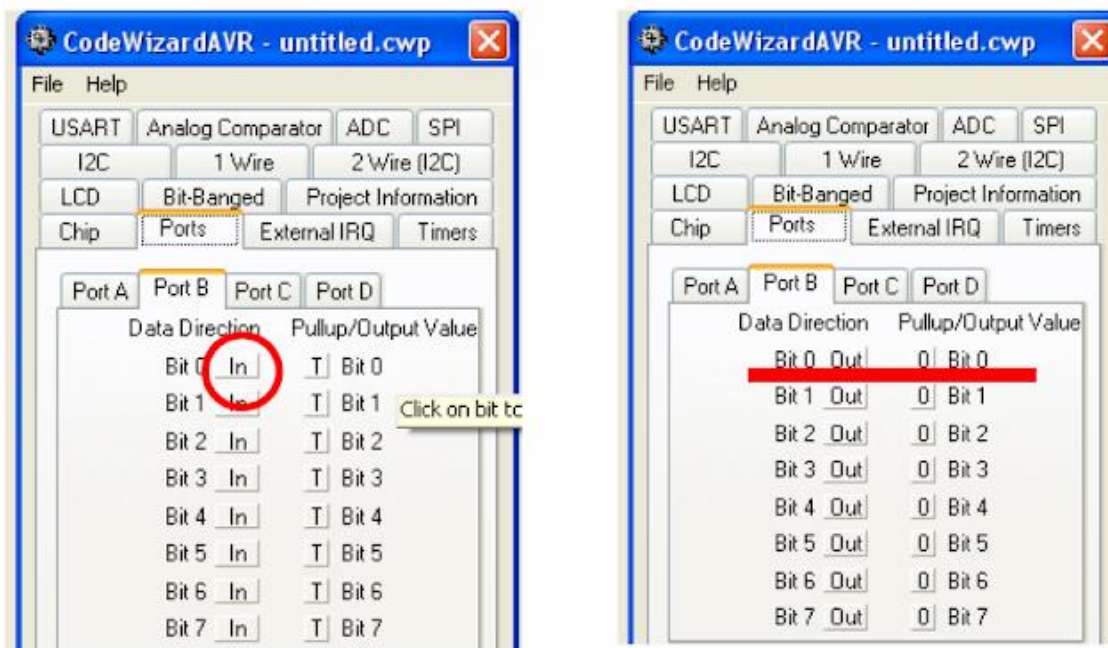 CodeWizardAVR - untitled.cwp
File Help
USART Analog Comparator ADC SPI
I2C 1 Wire 2 Wire (I2C)
LCD Bit-Banged Project Information
Chip Ports External IRQ Timers
Port A Port B Port C Port D
Data Direction Pullup/Output Value
Bit 0 In T Bit 0
Bit 1 In T Bit 1
Click on bit to
Bit 2 In T Bit 2
Bit 3 In T Bit 3
Bit 4 In T Bit 4
Bit 5 In T Bit 5
Bit 6 In T Bit 6
Bit 7 In T Bit 7
CodeWizardAVR - untitled.cwp
File Help
USART Analog Comparator ADC SPI
I2C 1 Wire 2 Wire (I2C)
LCD Bit-Banged Project Information
Chip Ports External IRQ Timers
Port A Port B Port C Port D
Data Direction Pullup/Output Value
Bit 0 Out 0 Bit 0
Bit 1 Out 0 Bit 1
Bit 2 Out 0 Bit 2
Bit 3 Out 0 Bit 3
Bit 4 Out 0 Bit 4
Bit 5 Out 0 Bit 5
Bit 6 Out 0 Bit 6
Bit 7 Out 0 Bit 7